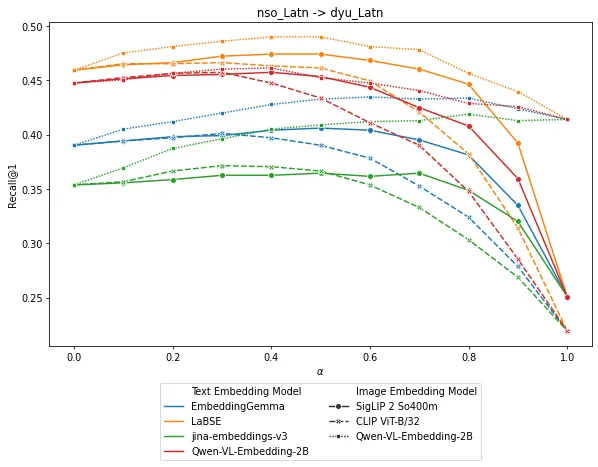 nso_Latn -> dyu_Latn
Recall@1
0.50
0.45
0.40
0.35
0.30
0.25
0.0
0.2
0.4
0.6
0.8
1.0
α
Text Embedding Model
EmbeddingGemma
LaBSE
jina-embeddings-v3
Qwen-VL-Embedding-2B
Image Embedding Model
SigLIP 2 So400m
CLIP ViT-B/32
Qwen-VL-Embedding-2B